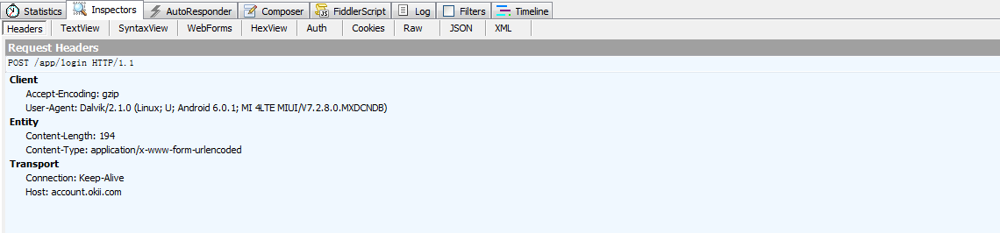 Statistics Inspectors AutoResponder Composer FiddlerScript Log Filters Timeline
Headers TextView SyntaxView WebForms HexView Auth Cookies Raw JSON XML
Request Headers
POST /app/login HTTP/1.1
Client
Accept-Encoding: gzip
User-Agent: Dalvik/2.1.0 (Linux; U; Android 6.0.1; MI 4LTE MIUI/V7.2.8.0.MXDCNDB)
Entity
Content-Length: 194
Content-Type: application/x-www-form-urlencoded
Transport
Connection: Keep-Alive
Host: account.okii.com